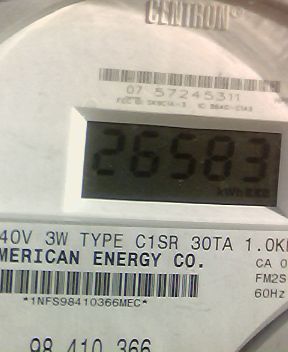 CENTRON®
07 57245311
26583
kWh
40V 3W TYPE C1SR 30TA 1.0K
MERICAN ENERGY CO.
CA 0
FM2S
60Hz
*1NFS98410366MEC*
98 410 366